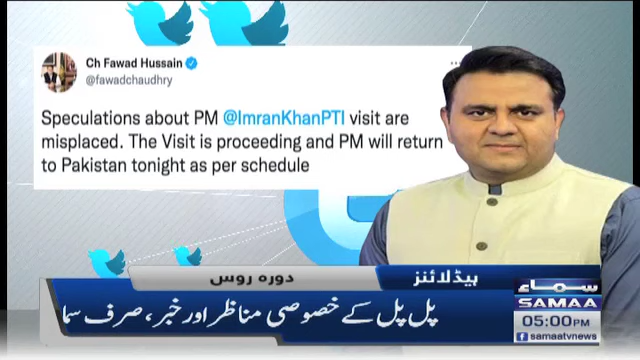 Ch Fawad Hussain
@fawadchaudhry
Speculations about PM @ImranKhanPTI visit are
misplaced. The Visit is proceeding and PM will return
to Pakistan tonight as per schedule
دورہ روس
ہیڈلائنز
پل پل کے خصوصی مناظر اور خبر، صرف سما
سماء
SAMAA
05:00PM
samaatvnews